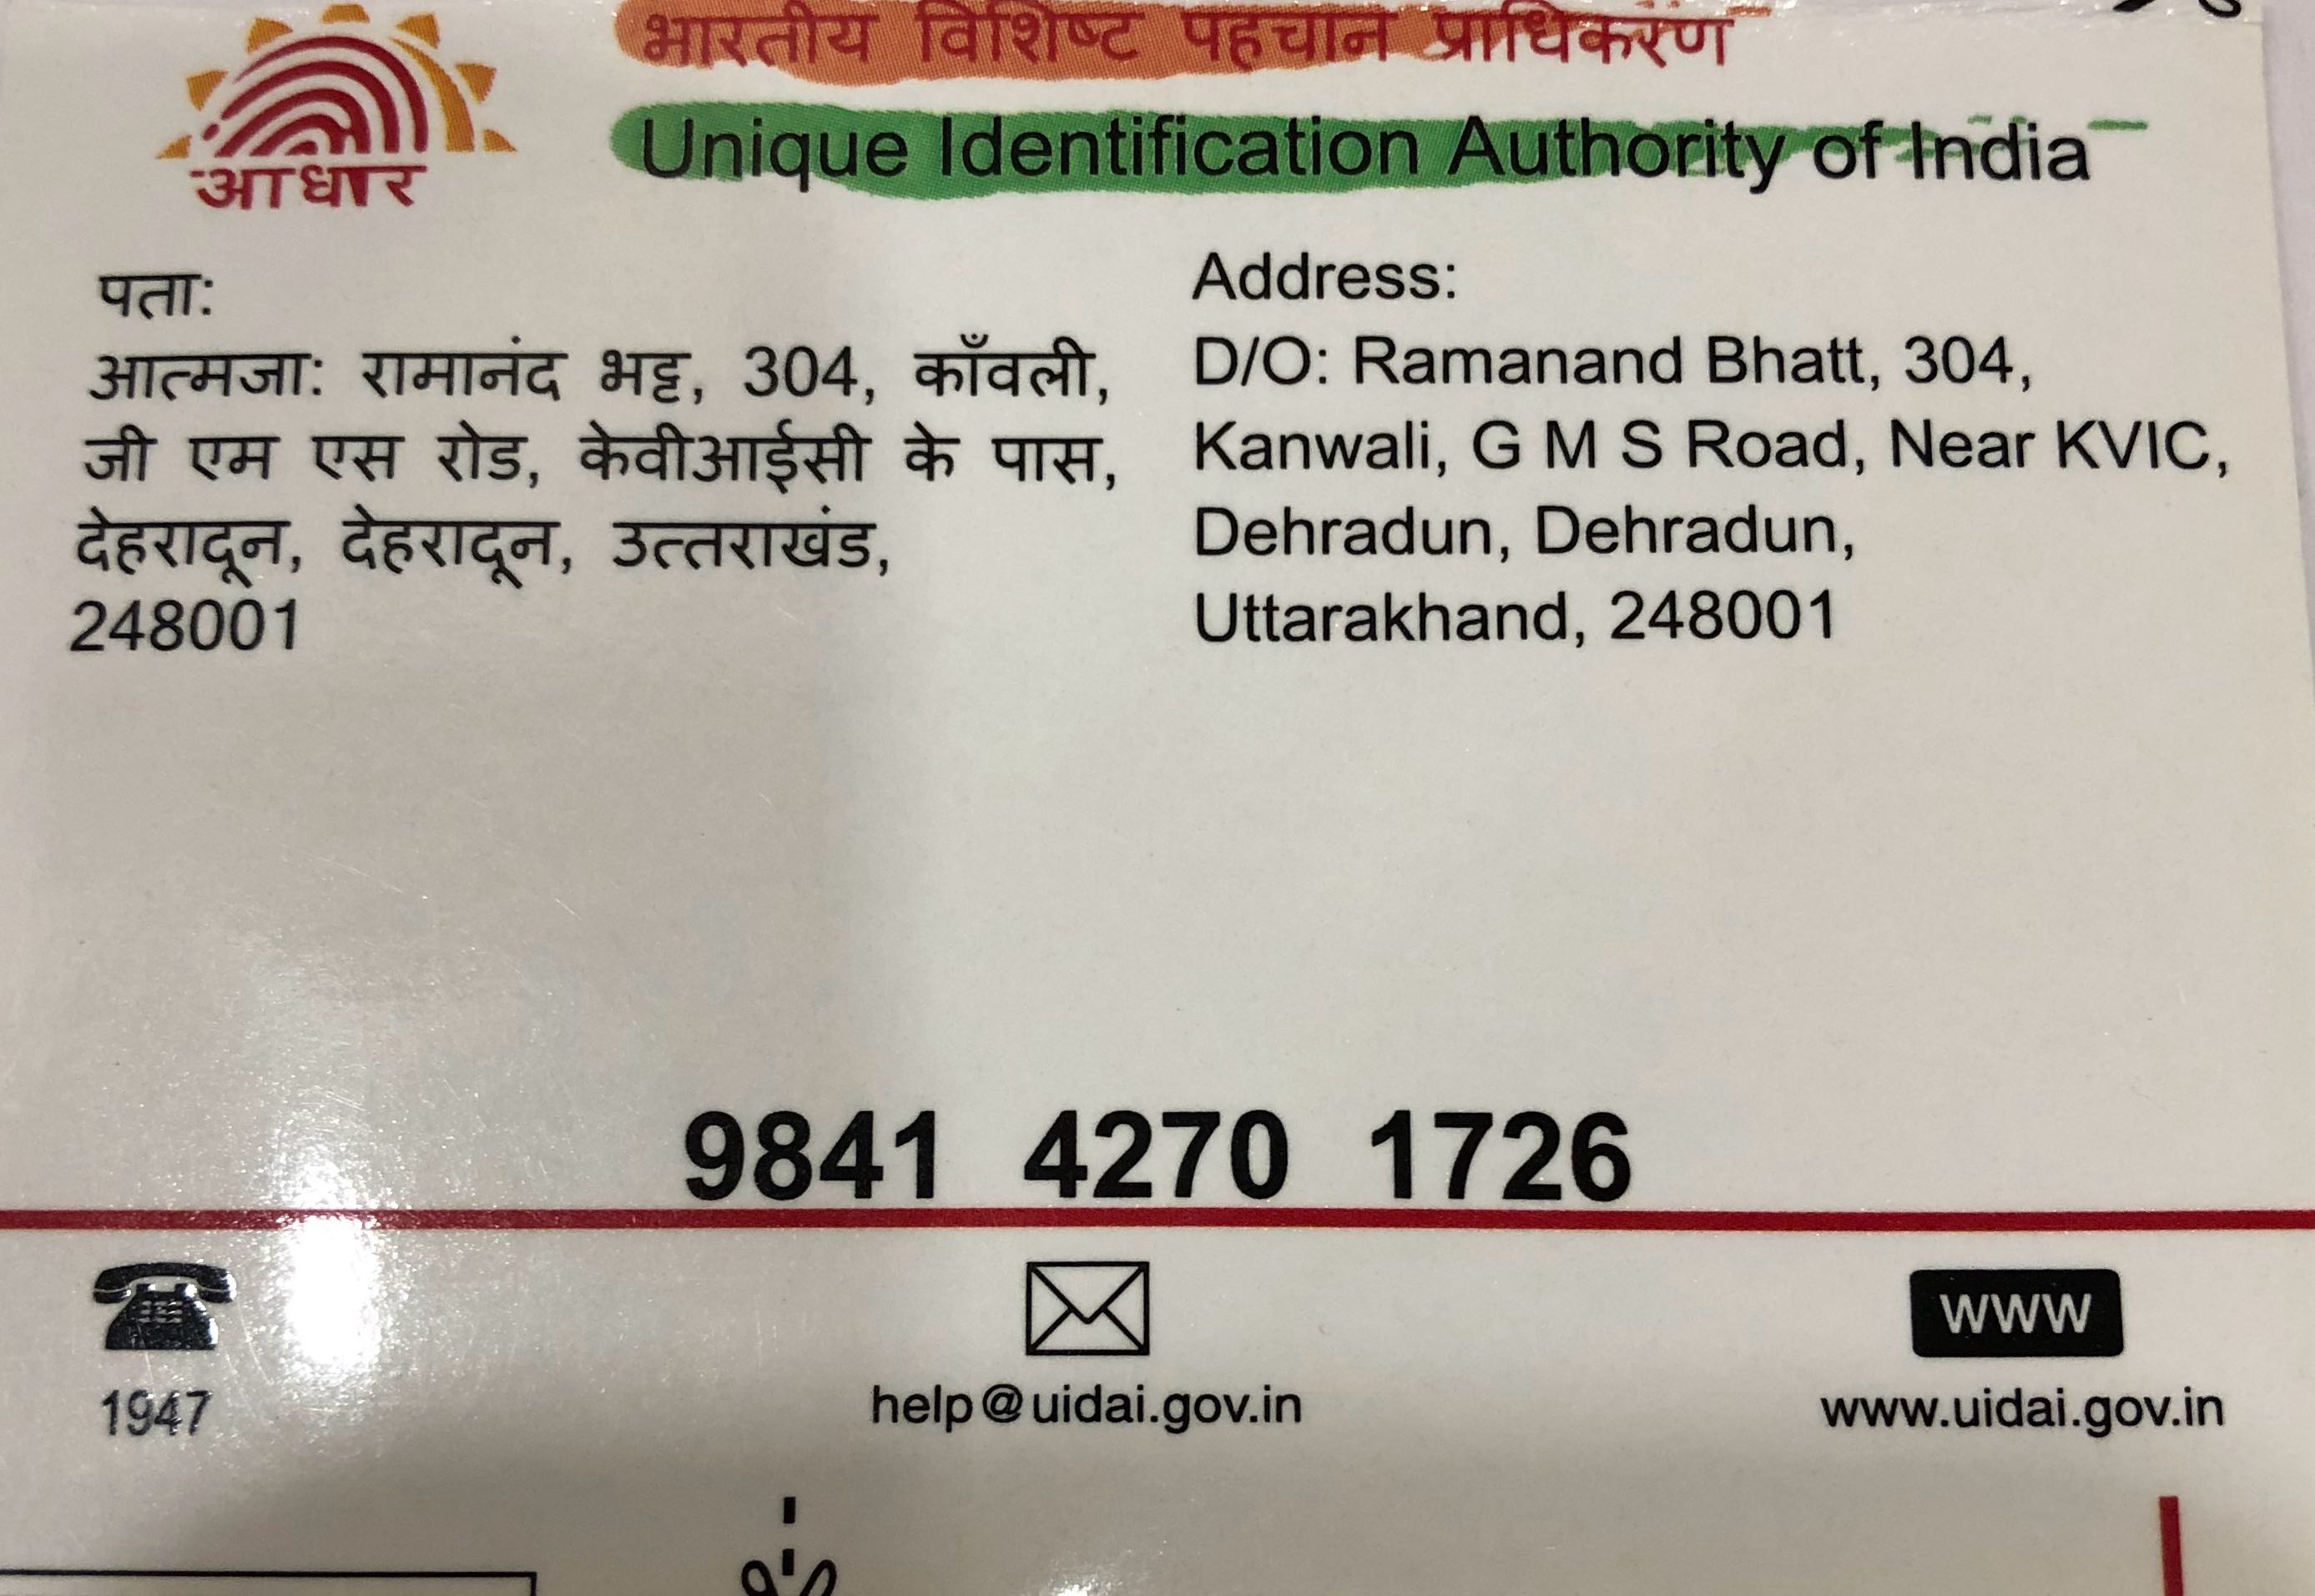 भारतीय विशिष्ट पहचान प्राधिकरण
Unique Identification Authority of India
आधार
पता:
आत्मजा: रामानंद भट्ट, 304, काँवली,
जी एम एस रोड, केवीआईसी के पास,
देहरादून, देहरादून, उत्तराखंड,
248001
Address:
D/O: Ramanand Bhatt, 304,
Kanwali, G M S Road, Near KVIC,
Dehradun, Dehradun,
Uttarakhand, 248001
9841 4270 1726
1947
help@uidai.gov.in
WWW
www.uidai.gov.in